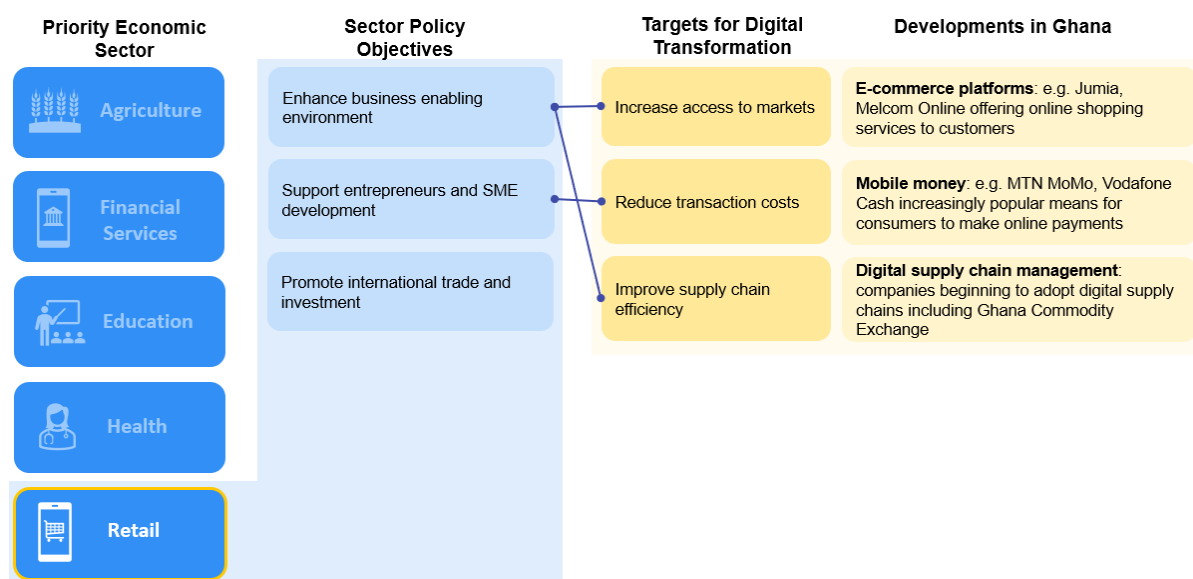 Priority Economic
Sector
Sector Policy
Objectives
Targets for Digital
Transformation
Developments in Ghana
Agriculture
Financial
Services
Education
Health
Retail
Enhance business enabling
environment
Support entrepreneurs and SME
development
Promote international trade and
investment
Increase access to markets
Reduce transaction costs
Improve supply chain
efficiency
E-commerce platforms: e.g. Jumia,
Melcom Online offering online shopping
services to customers
Mobile money: e.g. MTN MoMo, Vodafone
Cash increasingly popular means for
consumers to make online payments
Digital supply chain management:
companies beginning to adopt digital supply
chains including Ghana Commodity
Exchange